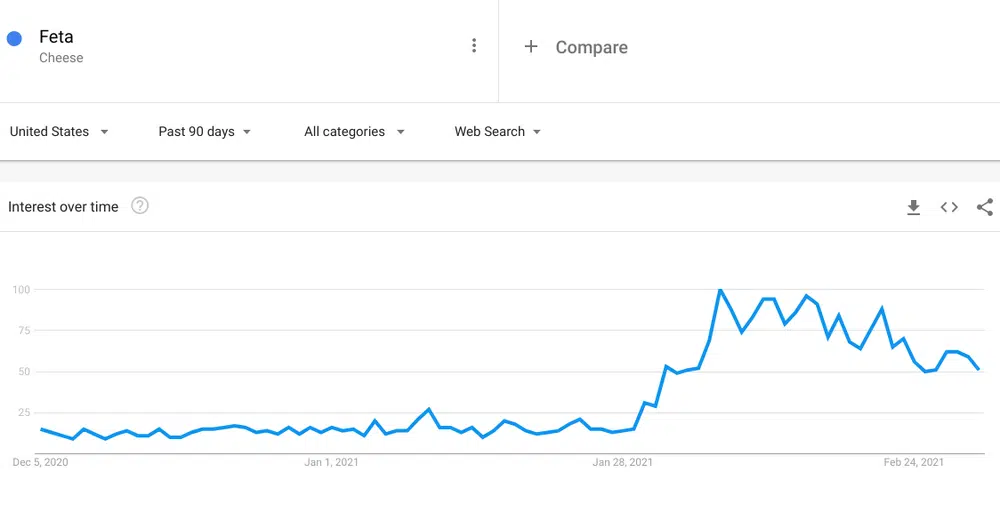 Feta
Cheese
+ Compare
United States
Past 90 days
All categories
Web Search
Interest over time ?
100
75
50
25
Dec 5, 2020
Jan 1, 2021
Jan 28, 2021
Feb 24, 2021